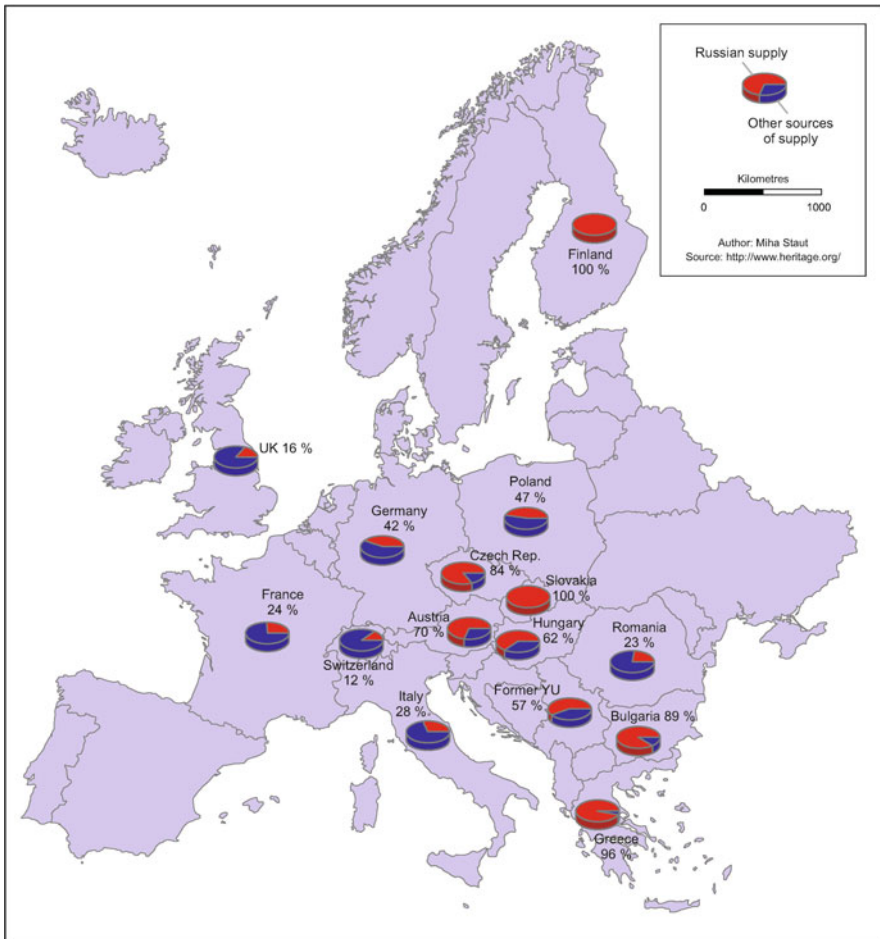 Russian supply
Other sources
of supply
Kilometres
0 1000
Author: Miha Staut
Source: http://www.heritage.org/
Finland
100 %
UK 16 %
Poland
47 %
Germany
42 %
Czech Rep.
84 %
Slovakia
100 %
France
24 %
Austria
70 %
Hungary
62 %
Romania
23 %
Switzerland
12 %
Former YU
57 %
Italy
28 %
Bulgaria 89 %
Greece
96 %